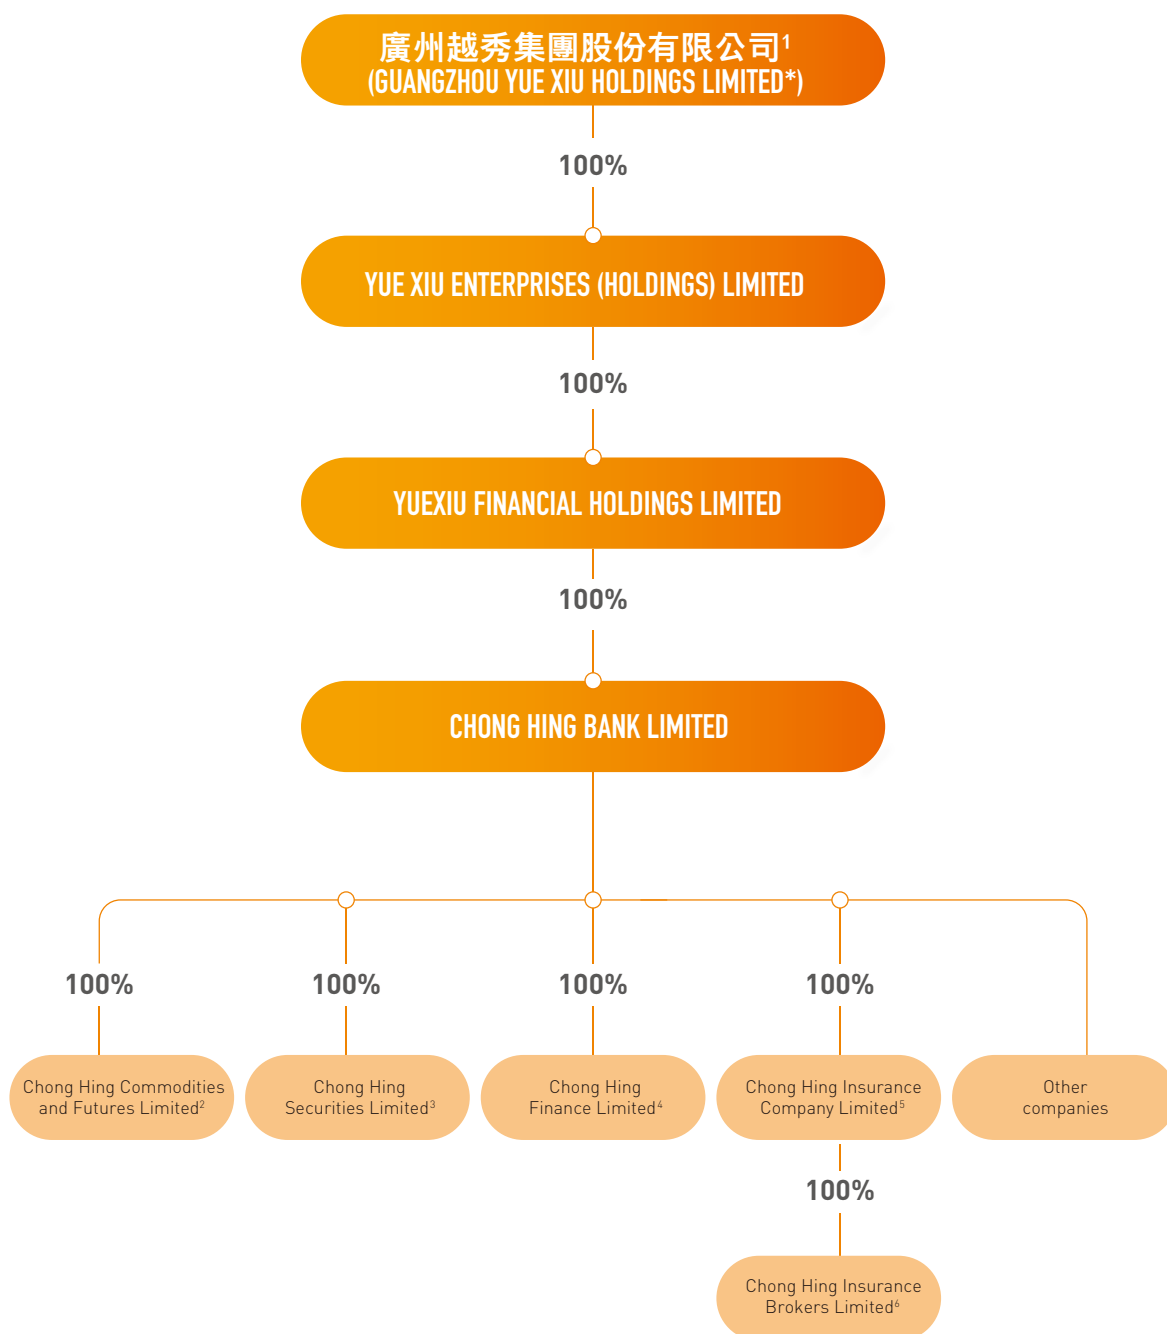 廣州越秀集團股份有限公司¹
(GUANGZHOU YUE XIU HOLDINGS LIMITED*)
100%
YUE XIU ENTERPRISES (HOLDINGS) LIMITED
100%
YUEXIU FINANCIAL HOLDINGS LIMITED
100%
CHONG HING BANK LIMITED
100%
100%
100%
100%
Chong Hing Commodities
and Futures Limited²
Chong Hing
Securities Limited³
Chong Hing
Finance Limited⁴
Chong Hing Insurance
Company Limited⁵
Other
companies
100%
Chong Hing Insurance
Brokers Limited⁶